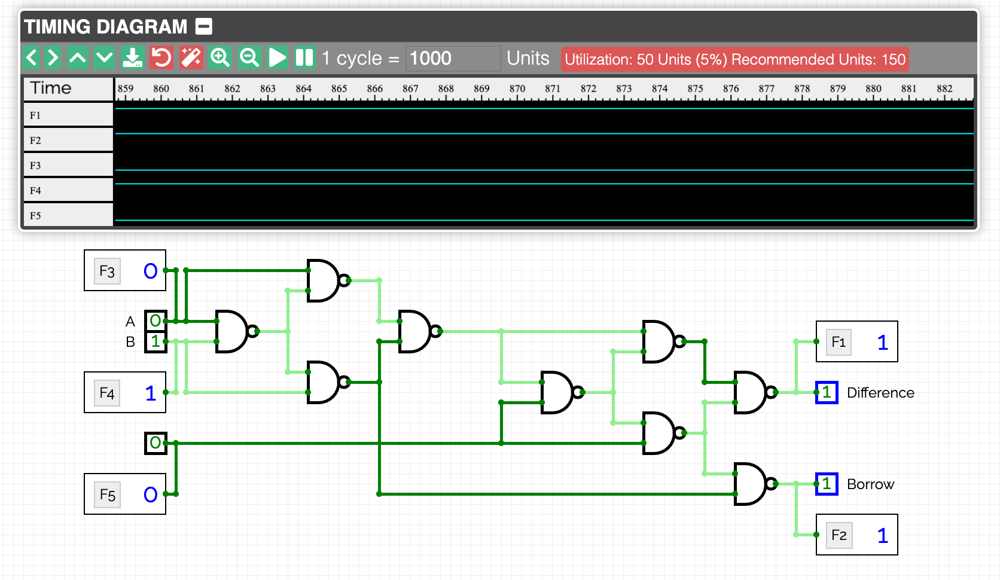 TIMING DIAGRAM
1 cycle = 1000 Units Utilization: 50 Units (5%) Recommended Units: 150
Time 859 860 861 862 863 864 865 866 867 868 869 870 871 872 873 874 875 876 877 878 879 880 881 882
F1
F2
F3
F4
F5
F3 0
A 0
B 1
F1 1
F4 1
1 Difference
0
F5 0
1 Borrow
F2 1